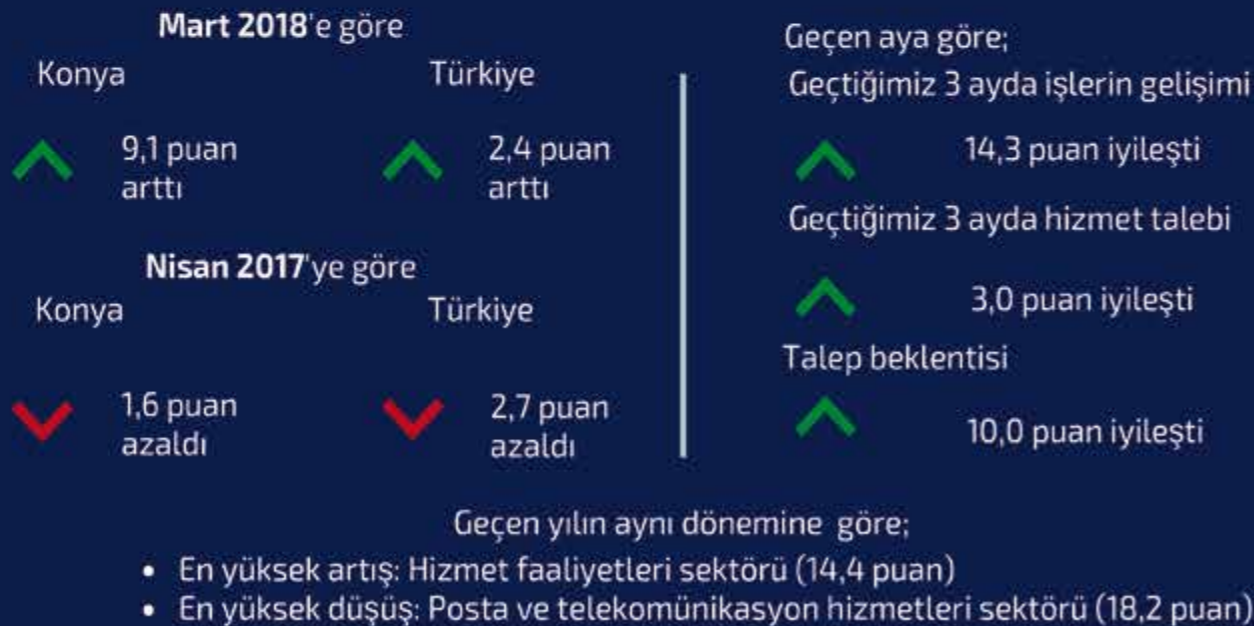 Mart 2018'e göre
Konya
Türkiye
9,1 puan
arttı
2,4 puan
arttı
Nisan 2017'ye göre
Konya
Türkiye
1,6 puan
azaldı
2,7 puan
azaldı
Geçen aya göre;
Geçtiğimiz 3 ayda işlerin gelişimi
14,3 puan iyileşti
Geçtiğimiz 3 ayda hizmet talebi
3,0 puan iyileşti
Talep beklentisi
10,0 puan iyileşti
Geçen yılın aynı dönemine göre;
• En yüksek artış: Hizmet faaliyetleri sektörü (14,4 puan)
• En yüksek düşüş: Posta ve telekomünikasyon hizmetleri sektörü (18,2 puan)